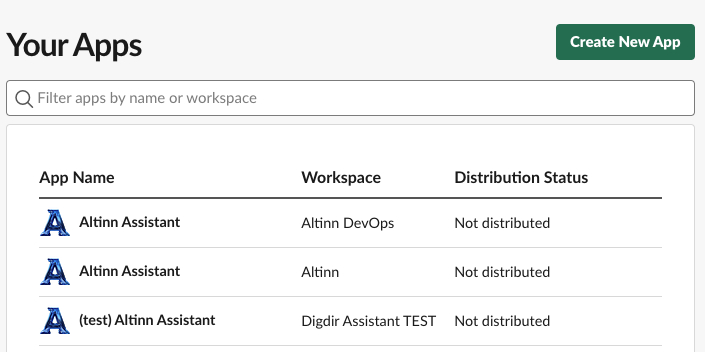 Your Apps
Create New App
Filter apps by name or workspace
App Name Workspace Distribution Status
Altinn Assistant Altinn DevOps Not distributed
Altinn Assistant Altinn Not distributed
(test) Altinn Assistant Digdir Assistant TEST Not distributed